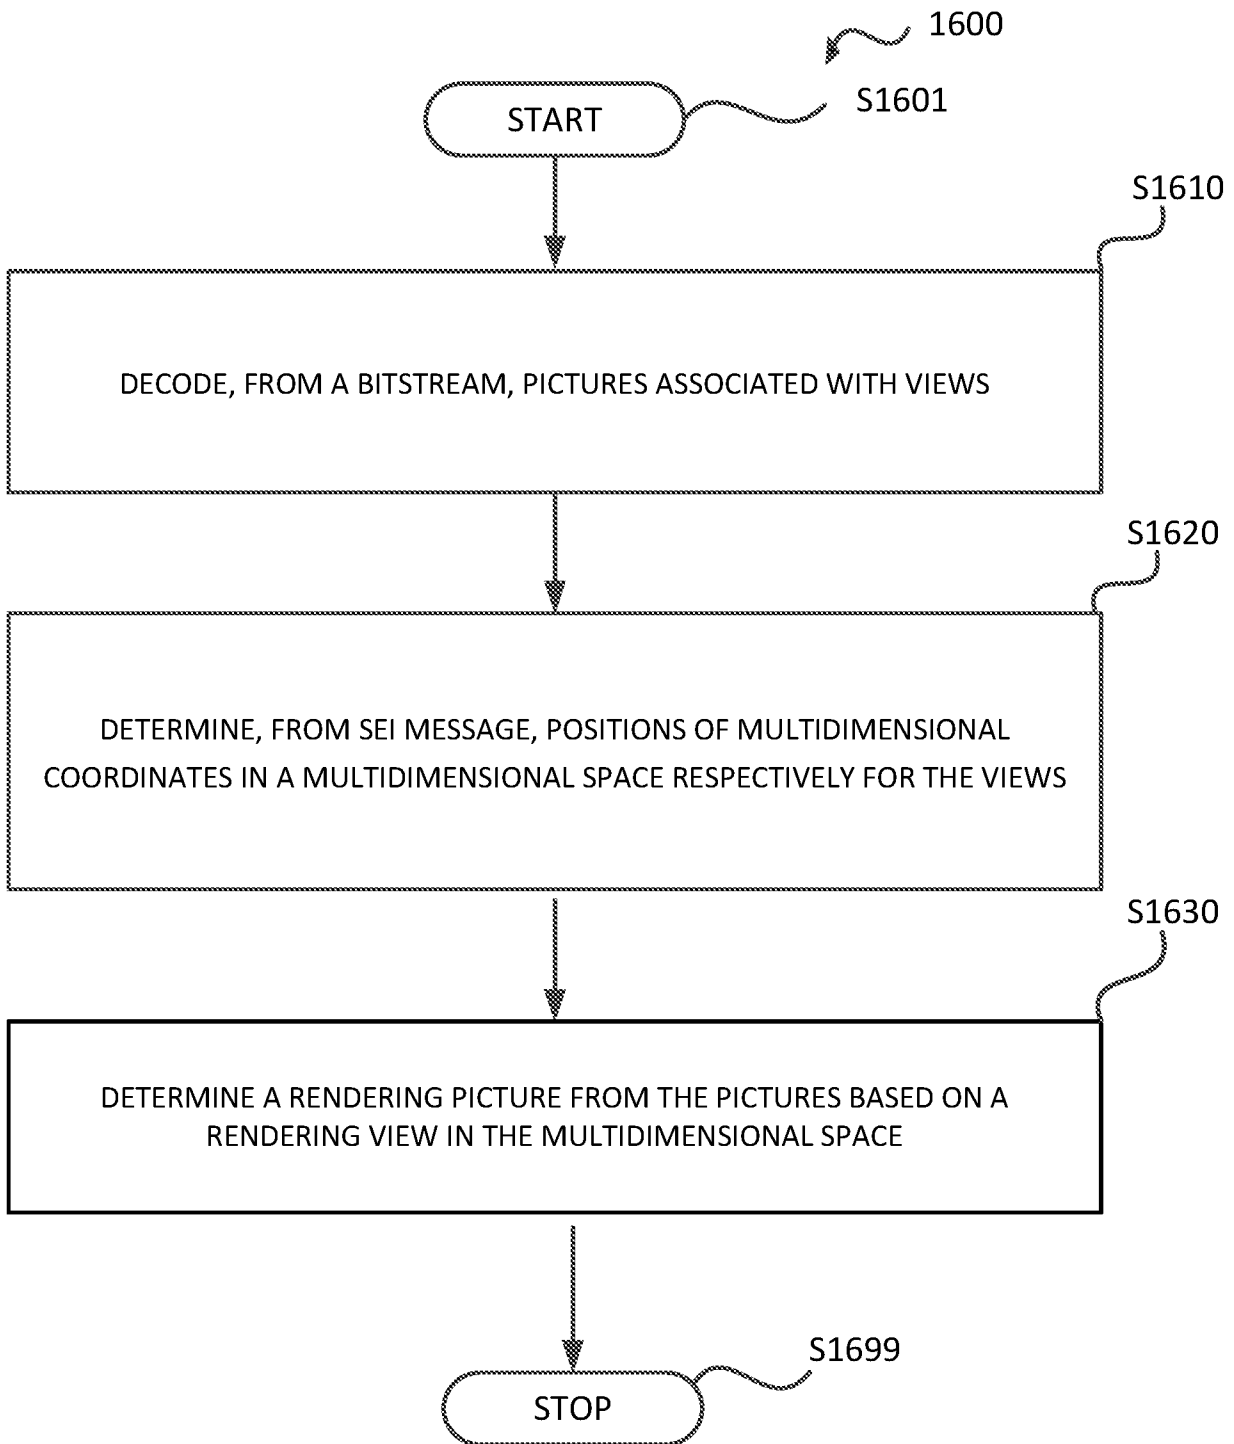 1600
START
S1601
S1610
DECODE, FROM A BITSTREAM, PICTURES ASSOCIATED WITH VIEWS
S1620
DETERMINE, FROM SEI MESSAGE, POSITIONS OF MULTIDIMENSIONAL
COORDINATES IN A MULTIDIMENSIONAL SPACE RESPECTIVELY FOR THE VIEWS
S1630
DETERMINE A RENDERING PICTURE FROM THE PICTURES BASED ON A
RENDERING VIEW IN THE MULTIDIMENSIONAL SPACE
S1699
STOP